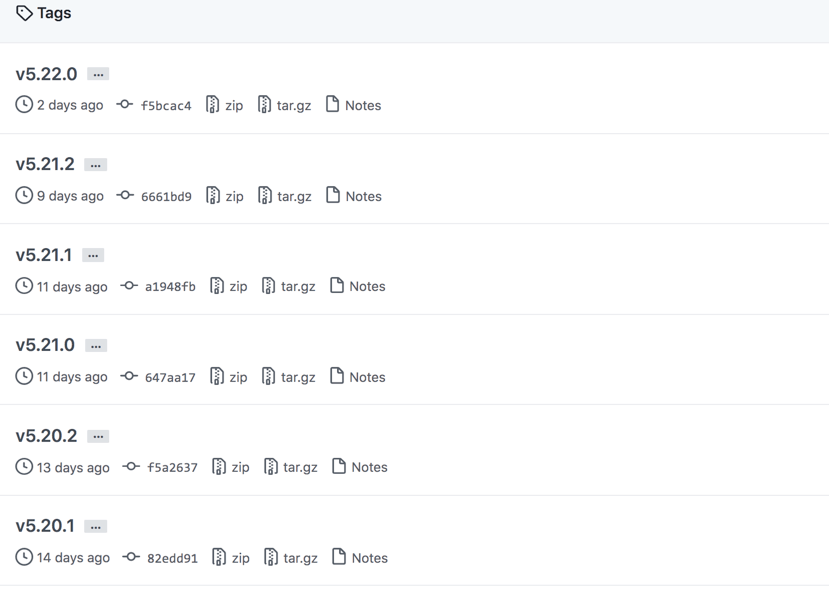 Tags
v5.22.0 ...
2 days ago f5bcac4 zip tar.gz Notes
v5.21.2 ...
9 days ago 6661bd9 zip tar.gz Notes
v5.21.1 ...
11 days ago a1948fb zip tar.gz Notes
v5.21.0 ...
11 days ago 647aa17 zip tar.gz Notes
v5.20.2 ...
13 days ago f5a2637 zip tar.gz Notes
v5.20.1 ...
14 days ago 82edd91 zip tar.gz Notes